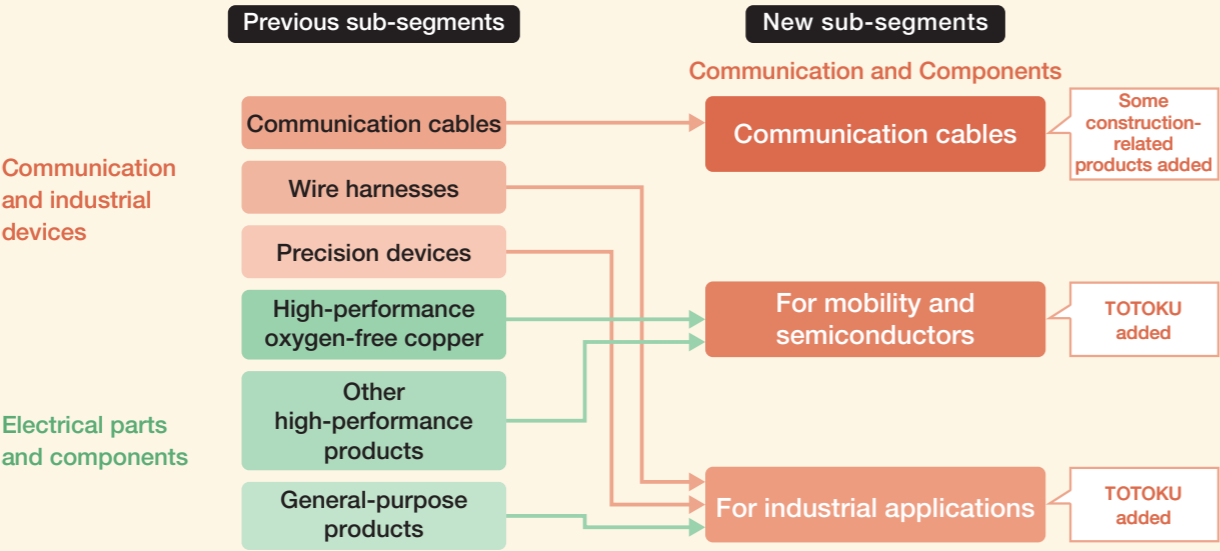 Previous sub-segments
New sub-segments
Communication and Components
Communication
and industrial
devices
Communication cables
Wire harnesses
Precision devices
Electrical parts
and components
High-performance
oxygen-free copper
Other
high-performance
products
General-purpose
products
Communication cables
Some
construction-
related
products added
For mobility and
semiconductors
TOTOKU
added
For industrial applications
TOTOKU
added